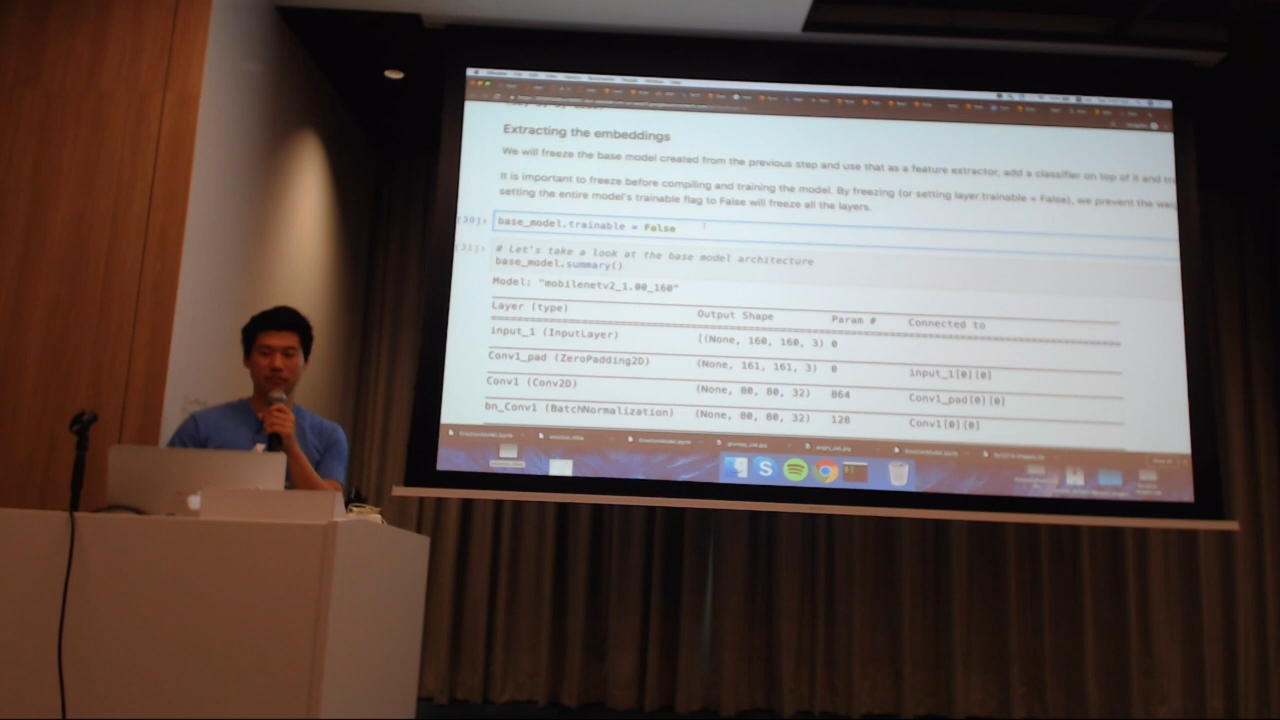 Extracting the embeddings
We will freeze the base model created from the previous step and use that as a feature extractor, add a classifier on top of it and
It is important to freeze before compiling and training the model. By freezing (or setting layer.trainable = False), we prevent the
setting the entire model's trainable flag to False will freeze all the layers.
[30]: base_model.trainable = False
[31]: # Let's take a look at the base model architecture
base_model.summary()
Model: "mobilenetv2_1.00_160"
Layer (type) Output Shape Param # Connected to
input_1 (InputLayer) [(None, 160, 160, 3) 0
Conv1_pad (ZeroPadding2D) (None, 161, 161, 3) 0 input_1[0][0]
Conv1 (Conv2D) (None, 80, 80, 32) 864 Conv1_pad[0][0]
bn_Conv1 (BatchNormalization) (None, 80, 80, 32) 128 Conv1[0][0]